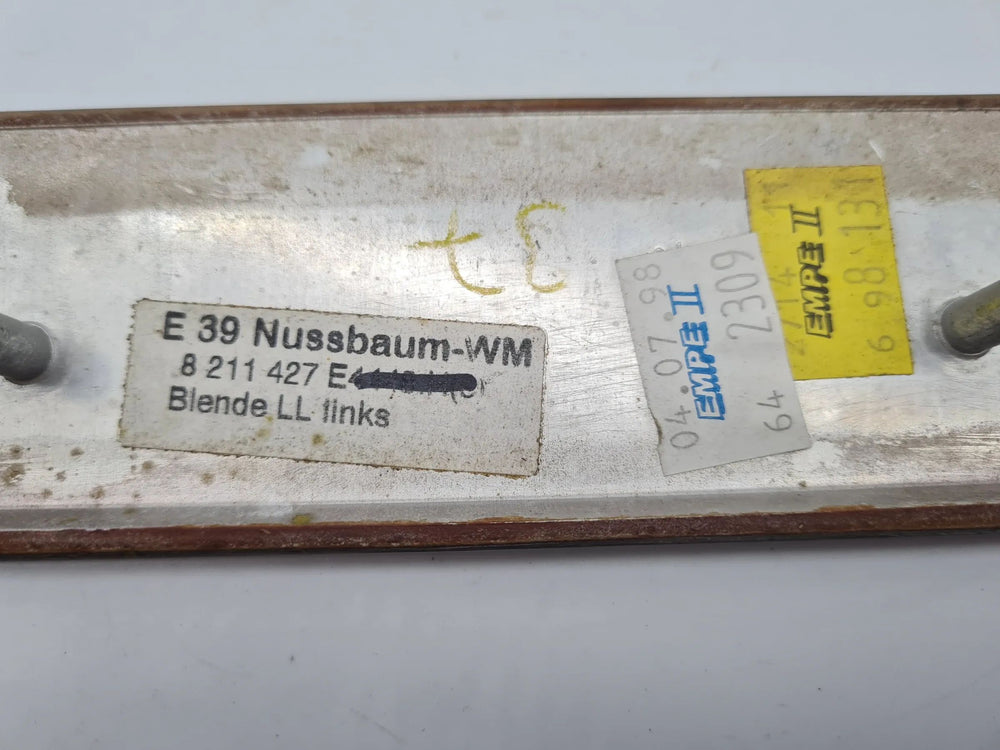 E 39 Nussbaum-WM
8 211 427
Blende LL links
37
04.07.98
EMPE II
2309
64
EMPE II
6 98 131